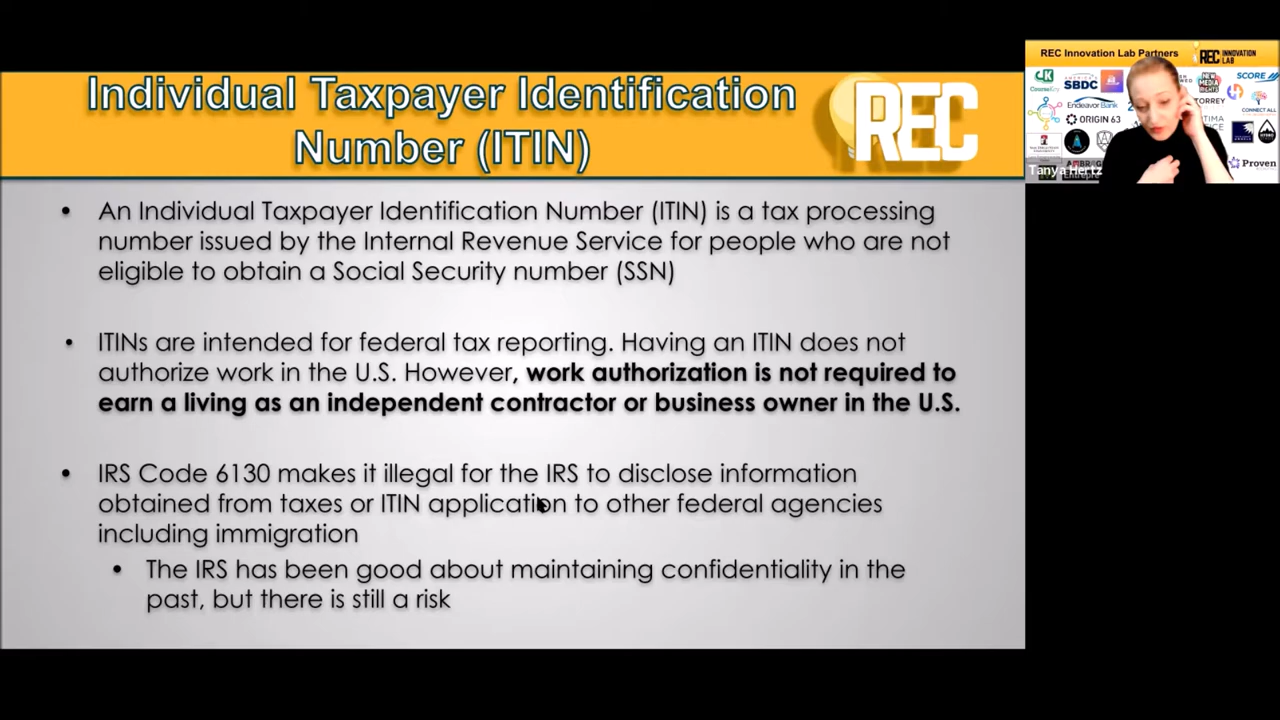 Individual Taxpayer Identification
Number (ITIN)
REC
• An Individual Taxpayer Identification Number (ITIN) is a tax processing
number issued by the Internal Revenue Service for people who are not
eligible to obtain a Social Security number (SSN)
• ITINs are intended for federal tax reporting. Having an ITIN does not
authorize work in the U.S. However, work authorization is not required to
earn a living as an independent contractor or business owner in the U.S.
• IRS Code 6130 makes it illegal for the IRS to disclose information
obtained from taxes or ITIN application to other federal agencies
including immigration
• The IRS has been good about maintaining confidentiality in the
past, but there is still a risk
REC Innovation Lab Partners
REC INNOVATION LAB
SBDC
NEW MEDIA RIGHTS
SCORE
Endeavor Bank
ORIGIN 63
CONNECT ALL
Proven
Tanya Hertz